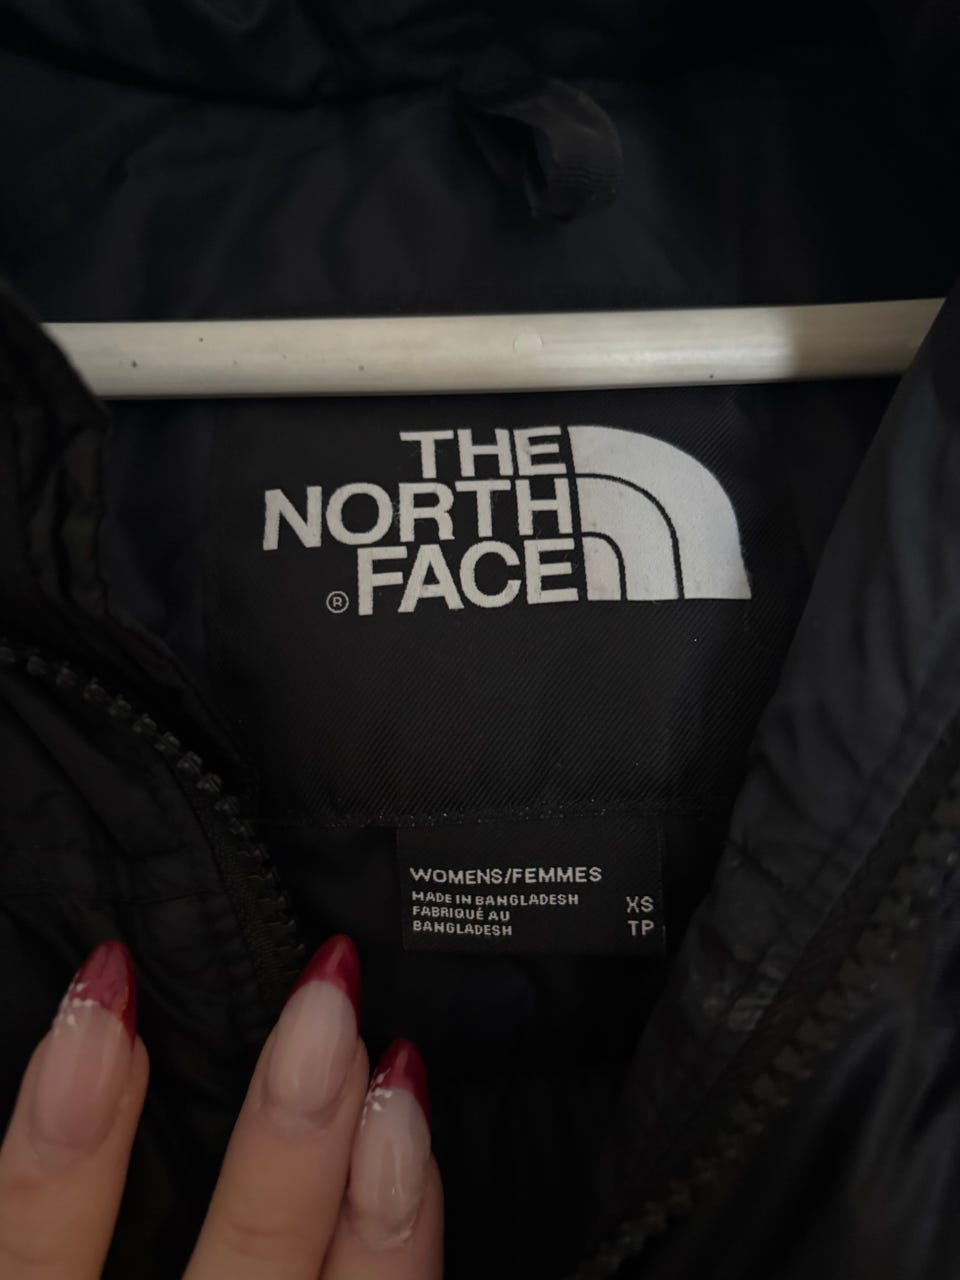 THE
NORTH
FACE
®
WOMENS/FEMMES
MADE IN BANGLADESH
FABRIQUÉ AU
BANGLADESH
XS
TP